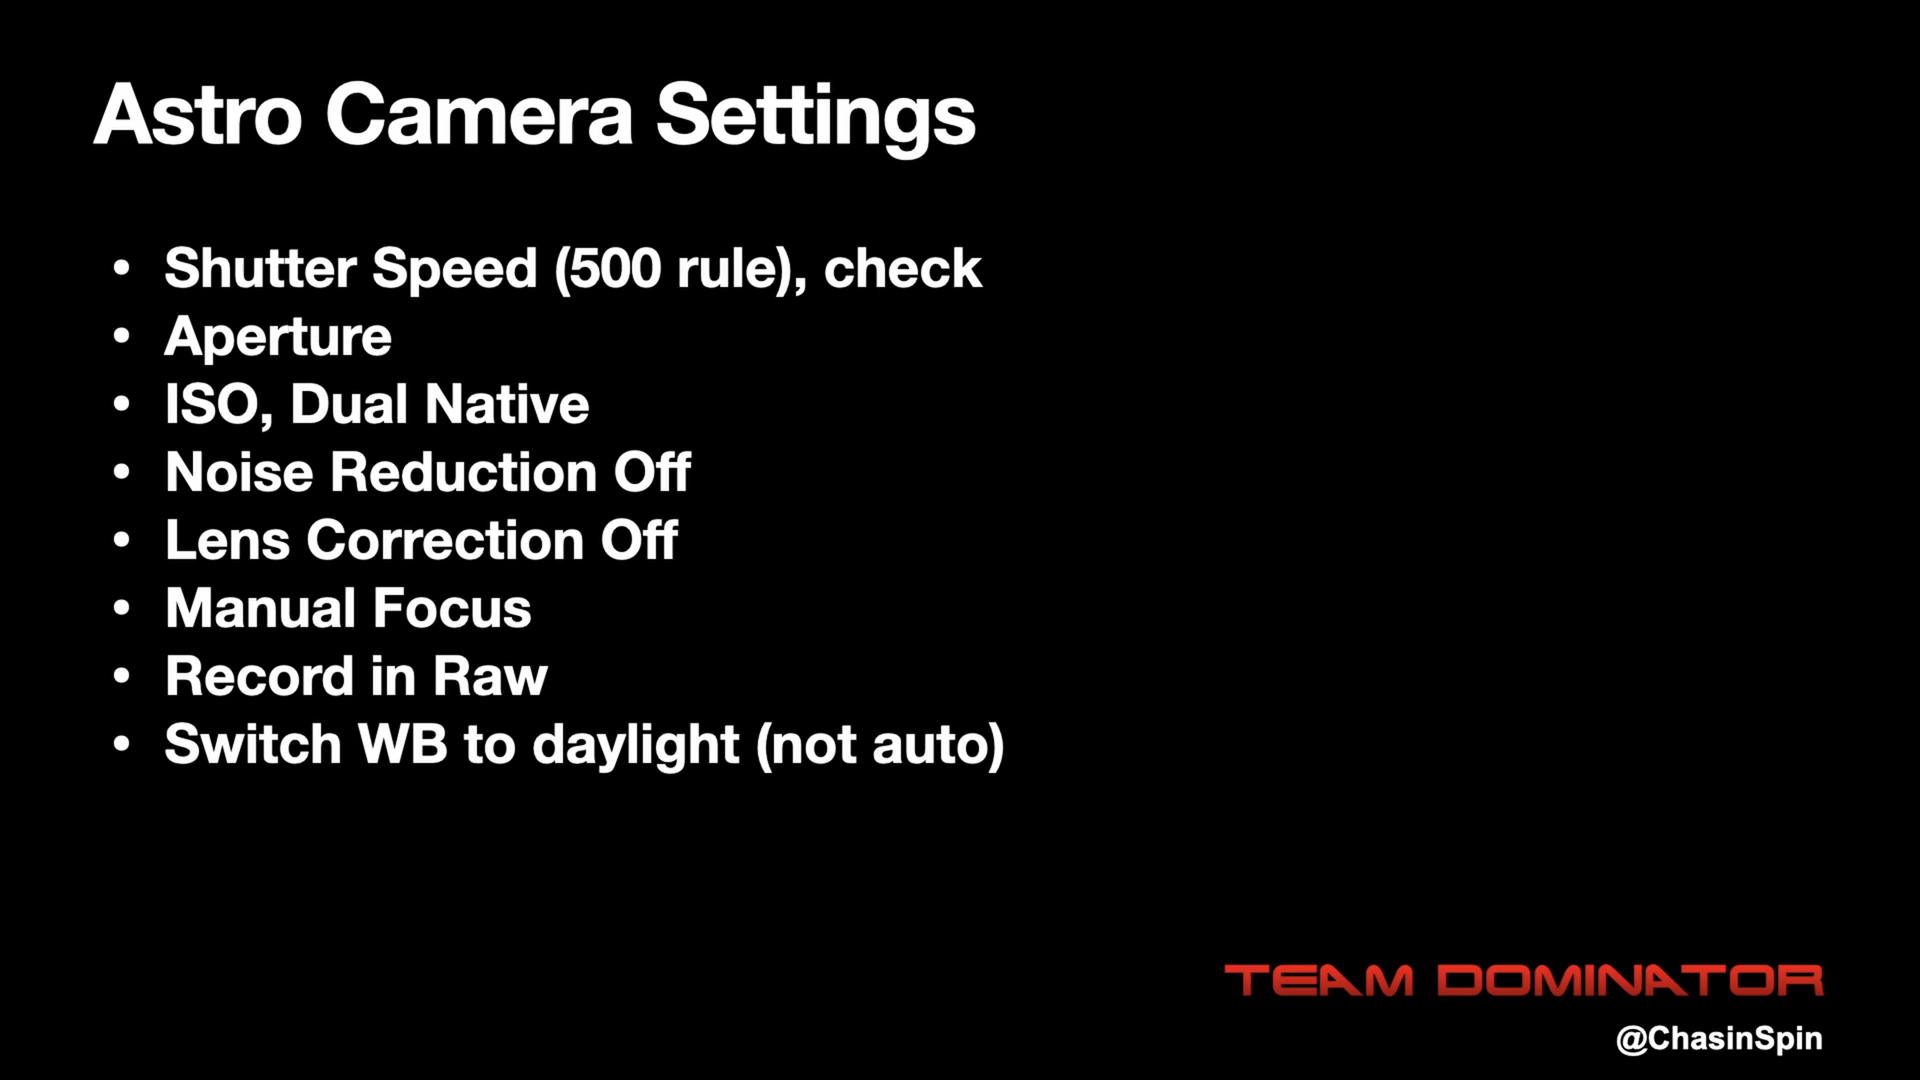 Astro Camera Settings
• Shutter Speed (500 rule), check
• Aperture
• ISO, Dual Native
• Noise Reduction Off
• Lens Correction Off
• Manual Focus
• Record in Raw
• Switch WB to daylight (not auto)
TEAM DOMINATOR
@ChasinSpin